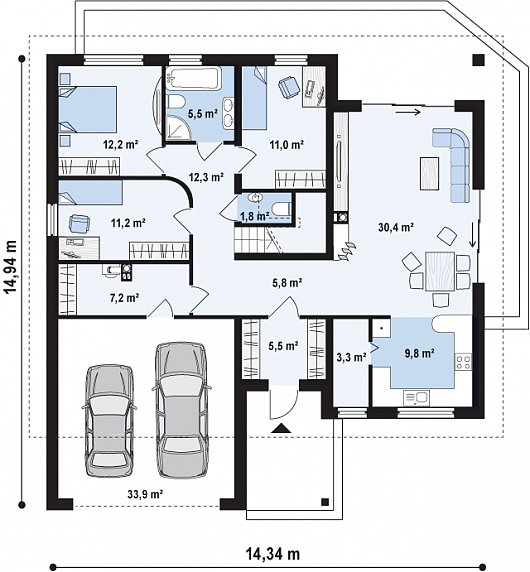 5,5 m²
12,2 m²
11,0 m²
12,3 m²
11,2 m²
1,8 m²
30,4 m²
14,94 m
5,8 m²
7,2 m²
5,5 m²
3,3
9,8 m²
33,9 m²
14,34 m